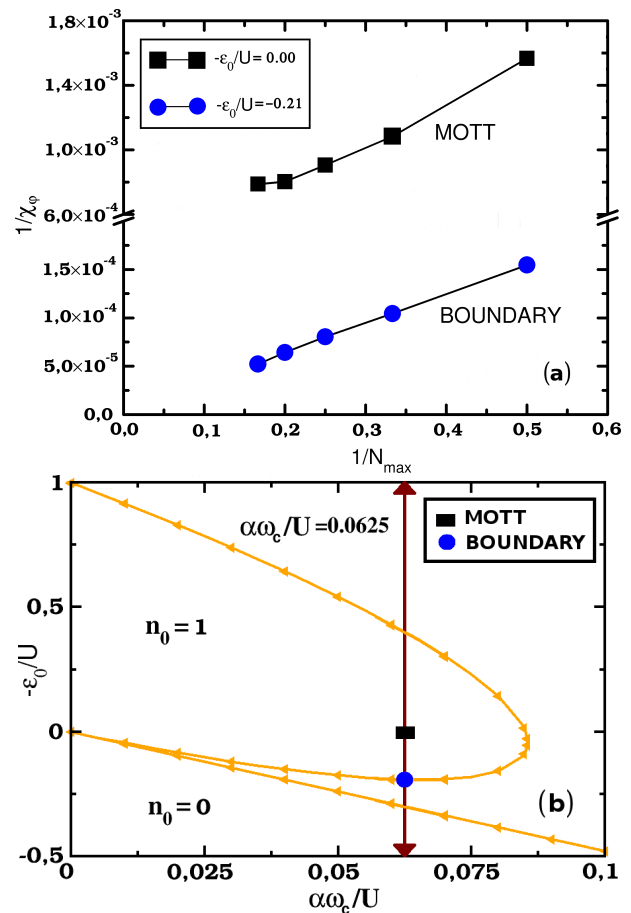 1,8×10⁻³
1,4×10⁻³
1,0×10⁻³
6,0×10⁻⁴
1,5×10⁻⁴
1,0×10⁻⁴
5,0×10⁻⁵
0,0
1/χφ
-ε₀/U = 0.00
-ε₀/U = −0.21
MOTT
BOUNDARY
(a)
0,0 0,1 0,2 0,3 0,4 0,5 0,6
1/Nmax
1
0,5
0
-0,5
-ε₀/U
αωc/U = 0.0625
MOTT
BOUNDARY
n₀ = 1
n₀ = 0
(b)
0 0,025 0,05 0,075 0,1
αωc/U